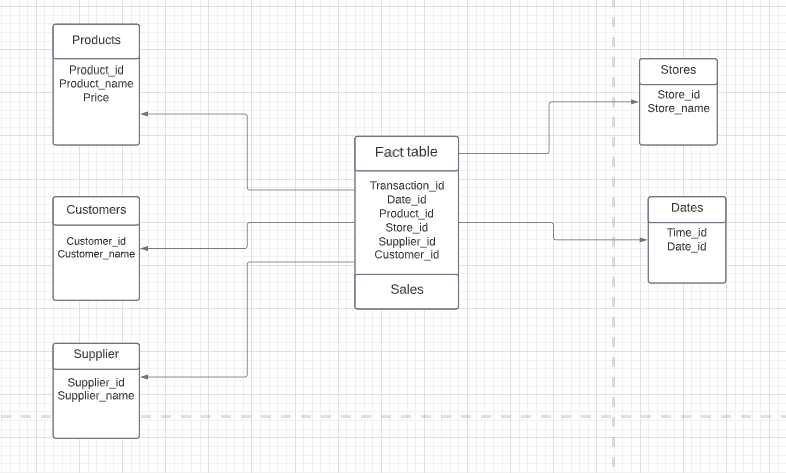 Products
Product_id
Product_name
Price
Customers
Customer_id
Customer_name
Supplier
Supplier_id
Supplier_name
Fact table
Transaction_id
Date_id
Product_id
Store_id
Supplier_id
Customer_id
Sales
Stores
Store_id
Store_name
Dates
Time_id
Date_id